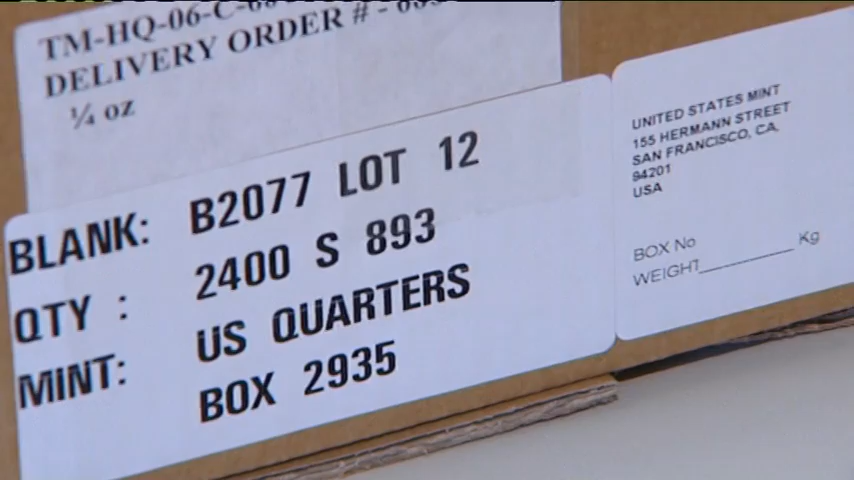 TM-HQ-06-C-
DELIVERY ORDER # -
¼ oz
BLANK: B2077 LOT 12
QTY : 2400 S 893
MINT: US QUARTERS
BOX 2935
UNITED STATES MINT
155 HERMANN STREET
SAN FRANCISCO, CA.
94201
USA
BOX No
WEIGHT__________ Kg